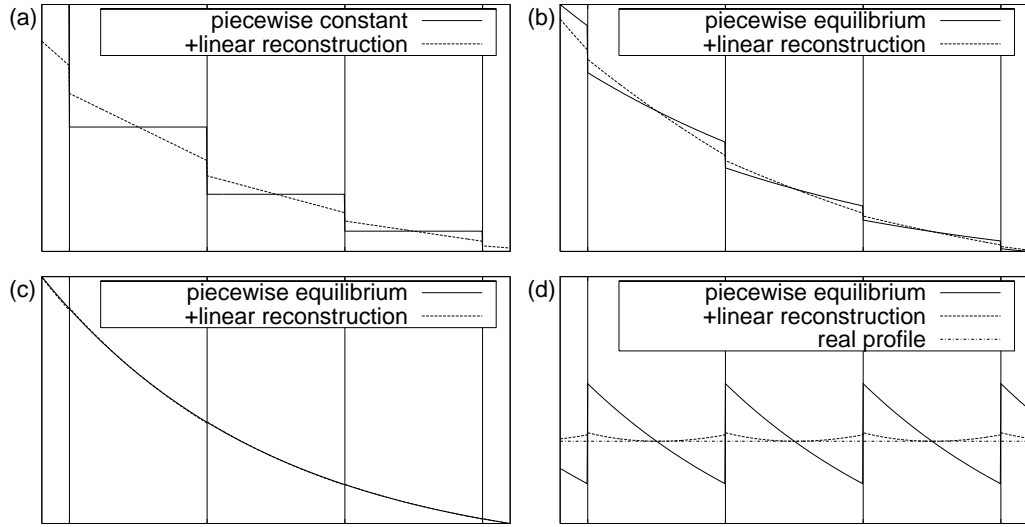 (a)
piecewise constant
+linear reconstruction
(b)
piecewise equilibrium
+linear reconstruction
(c)
piecewise equilibrium
+linear reconstruction
(d)
piecewise equilibrium
+linear reconstruction
real profile